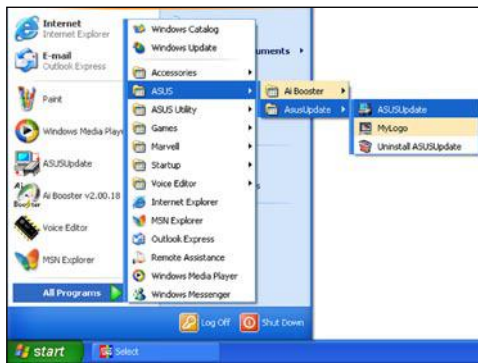 Internet
Internet Explorer
E-mail
Outlook Express
Paint
Windows Media Play
ASUSUpdate
Ai Booster v2.00.18
Voice Editor
MSN Explorer
All Programs
Windows Catalog
Windows Update
Accessories
ASUS
ASUS Utility
Games
Marvell
Startup
Voice Editor
Internet Explorer
MSN Explorer
Outlook Express
Remote Assistance
Windows Media Player
Windows Messenger
uments
s
Ai Booster
AsusUpdate
ASUSUpdate
MyLogo
Uninstall ASUSUpdate
Log Off
Shut Down
start
Select